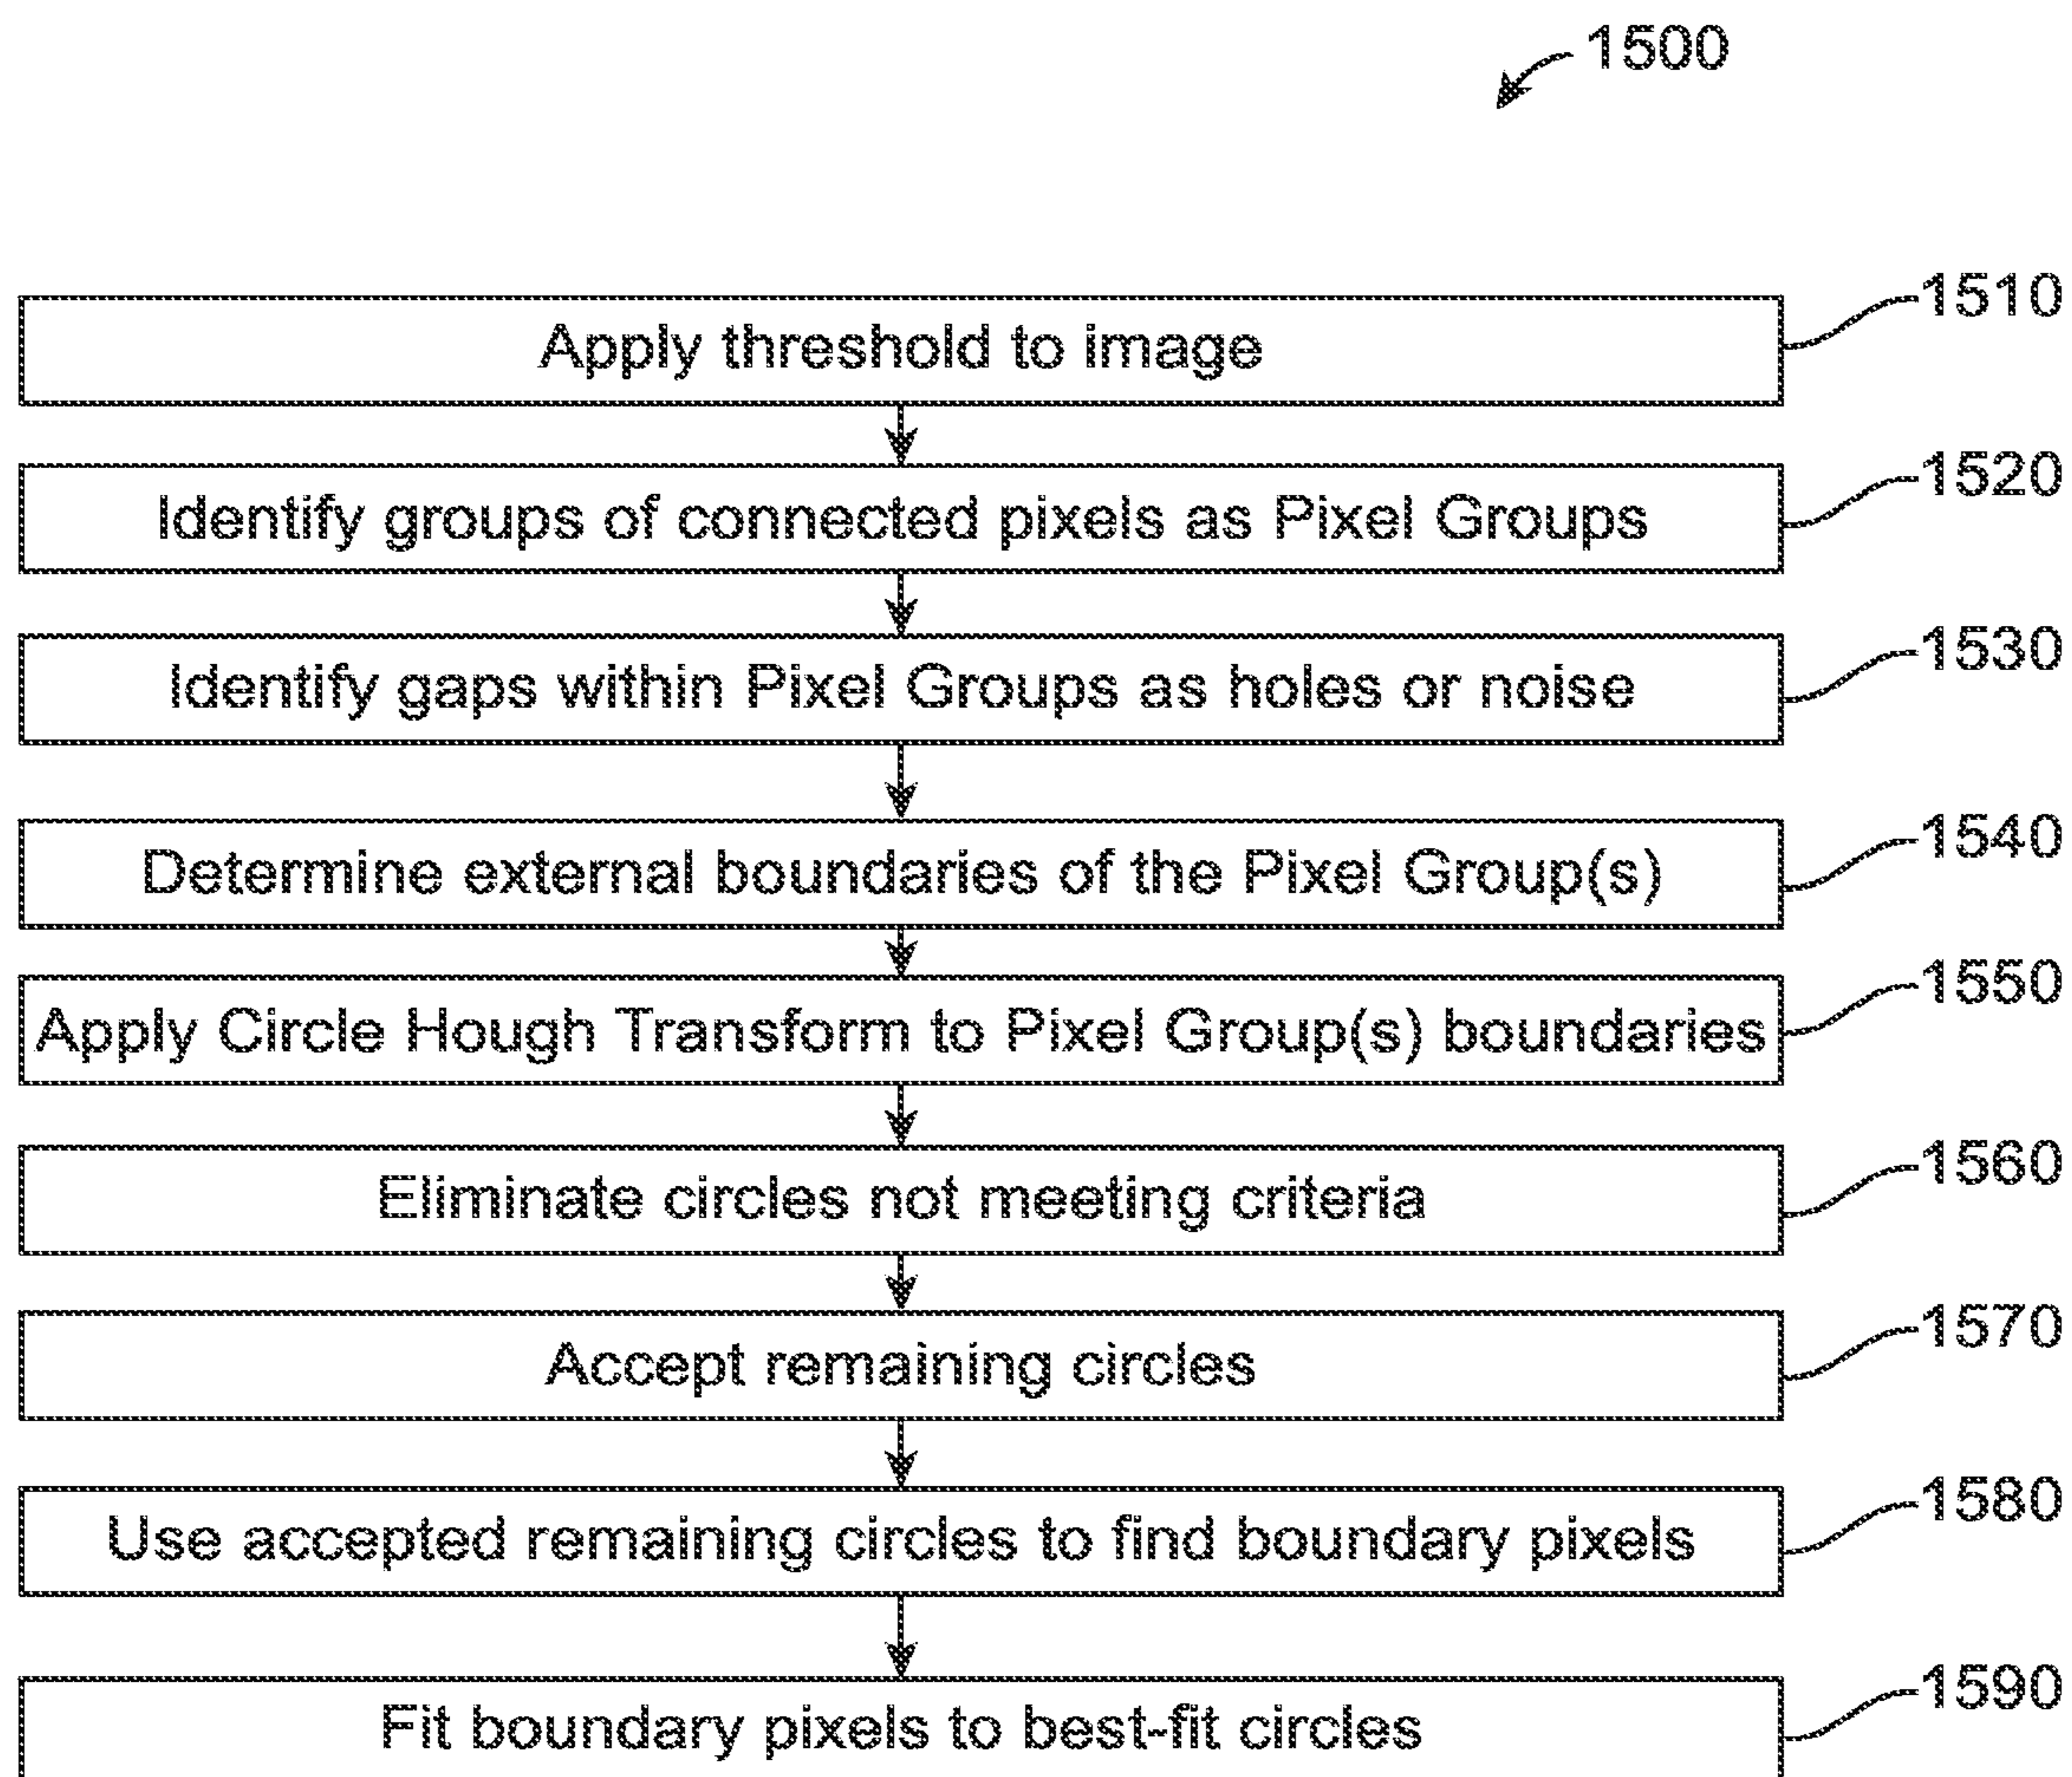 1500
Apply threshold to image
1510
Identify groups of connected pixels as Pixel Groups
1520
Identify gaps within Pixel Groups as holes or noise
1530
Determine external boundaries of the Pixel Group(s)
1540
Apply Circle Hough Transform to Pixel Group(s) boundaries
1550
Eliminate circles not meeting criteria
1560
Accept remaining circles
1570
Use accepted remaining circles to find boundary pixels
1580
Fit boundary pixels to best-fit circles
1590